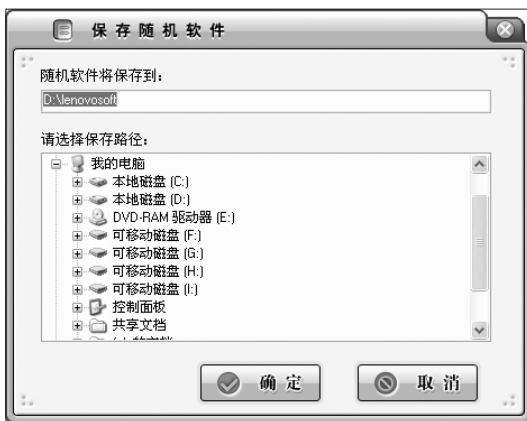 保存随机软件
随机软件将保存到：
D:\lenovosoft
请选择保存路径：
我的电脑
本地磁盘 (C:)
本地磁盘 (D:)
DVD-RAM 驱动器 (E:)
可移动磁盘 (F:)
可移动磁盘 (G:)
可移动磁盘 (H:)
可移动磁盘 (I:)
控制面板
共享文档
确定
取消